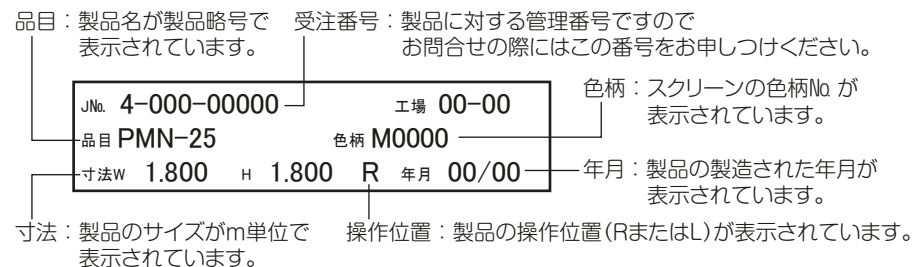 品目：製品名が製品略号で
表示されています。
受注番号：製品に対する管理番号ですので
お問合せの際にはこの番号をお申しつけください。
J№ 4-000-00000 工場 00-00
品目 PMN-25 色柄 M0000
寸法W 1.800 H 1.800 R 年月 00/00
色柄：スクリーンの色柄№が
表示されています。
年月：製品の製造された年月が
表示されています。
寸法：製品のサイズがm単位で
表示されています。
操作位置：製品の操作位置(RまたはL)が表示されています。